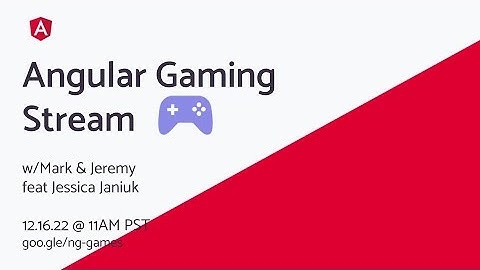 A
Angular Gaming
Stream
w/Mark & Jeremy
feat Jessica Janiuk
12.16.22 @ 11AM PST
goo.gle/ng-games